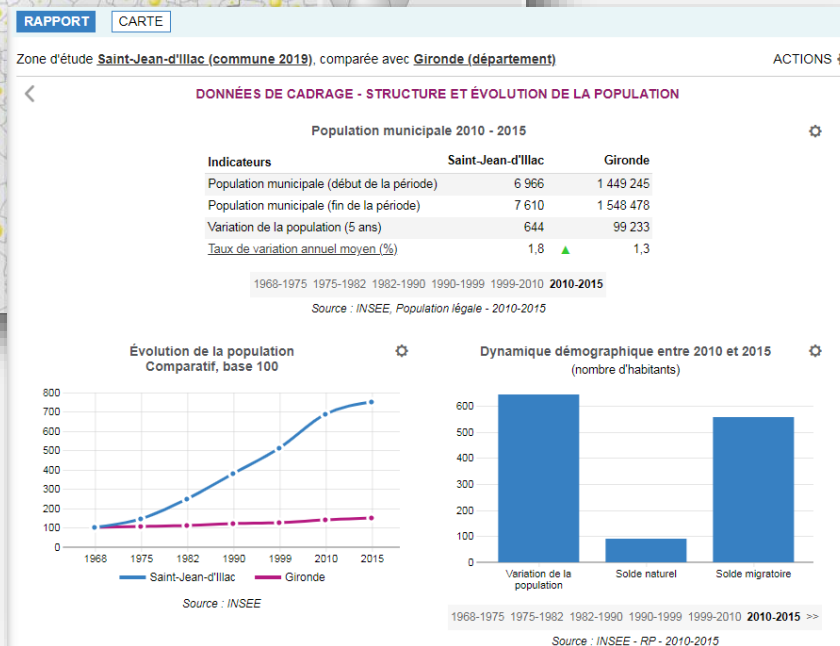 RAPPORT CARTE
Zone d'étude Saint-Jean-d'Illac (commune 2019), comparée avec Gironde (département) ACTIONS
DONNÉES DE CADRAGE - STRUCTURE ET ÉVOLUTION DE LA POPULATION
Population municipale 2010 - 2015
Indicateurs Saint-Jean-d'Illac Gironde
Population municipale (début de la période) 6 966 1 449 245
Population municipale (fin de la période) 7 610 1 548 478
Variation de la population (5 ans) 644 99 233
Taux de variation annuel moyen (%) 1,8 1,3
1968-1975 1975-1982 1982-1990 1990-1999 1999-2010 2010-2015
Source : INSEE, Population légale - 2010-2015
Évolution de la population
Comparatif, base 100
800
700
600
500
400
300
200
100
0
1968 1975 1982 1990 1999 2010 2015
Saint-Jean-d'Illac Gironde
Source : INSEE
Dynamique démographique entre 2010 et 2015
(nombre d'habitants)
600
500
400
300
200
100
0
Variation de la
population
Solde naturel
Solde migratoire
1968-1975 1975-1982 1982-1990 1990-1999 1999-2010 2010-2015 >>
Source : INSEE - RP - 2010-2015